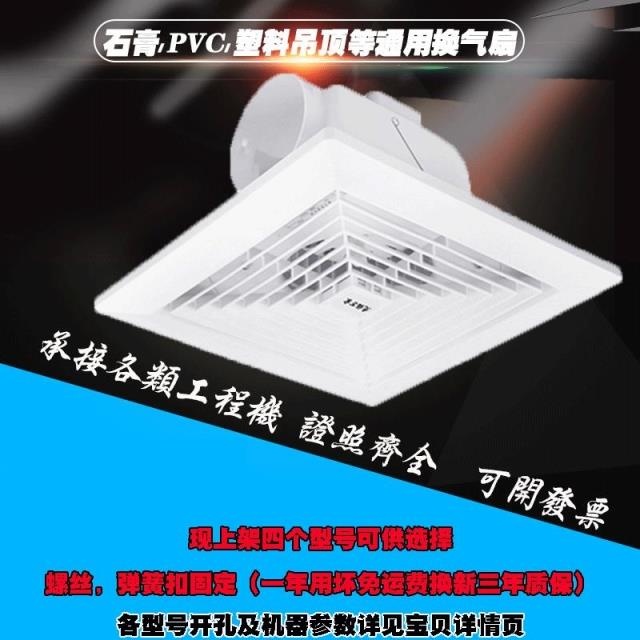 石膏,PVC,塑料吊顶等通用换气扇
承接各類工程機 證照齊全 可開發票
现上架四个型号可供选择
螺丝，弹簧扣固定（一年用坏免运费换新三年质保）
各型号开孔及机器参数详见宝贝详情页